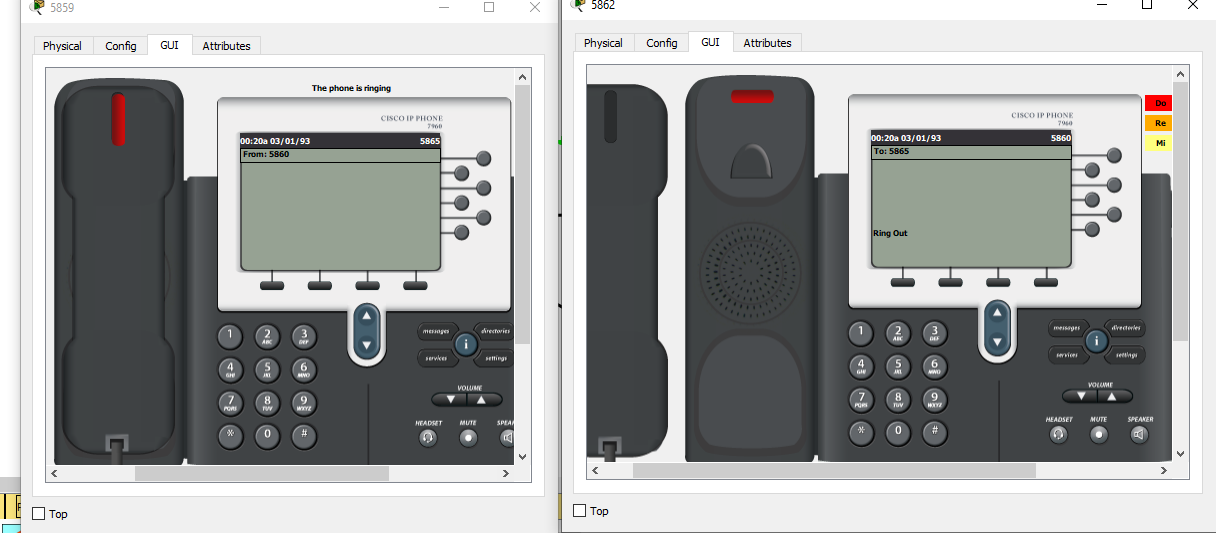 5859
Physical
Config
GUI
Attributes
The phone is ringing
CISCO IP PHONE
7960
00:20a 03/01/93 5865
From: 5860
1
2
ABC
3
DEF
4
GHI
5
JKL
6
MNO
7
PQRS
8
TUV
9
WXYZ
*
0
#
messages
directories
i
services
settings
VOLUME
HEADSET
MUTE
SPEA
Top
5862
Physical
Config
GUI
Attributes
CISCO IP PHONE
7960
00:20a 03/01/93 5860
To: 5865
Ring Out
Do
Re
Mi
1
2
ABC
3
DEF
4
GHI
5
JKL
6
MNO
7
PQRS
8
TUV
9
WXYZ
*
0
#
messages
directories
i
services
settings
VOLUME
HEADSET
MUTE
SPEAKER
Top